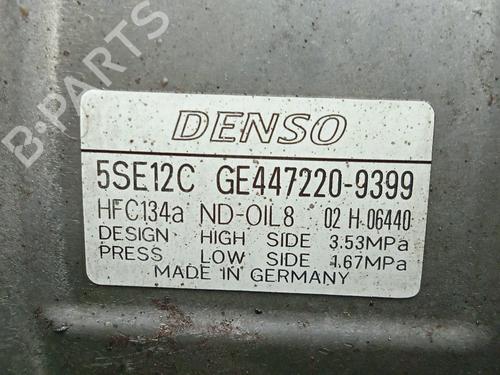 B-PARTS
DENSO
5SE12C GE447220-9399
HFC134a ND-OIL8 02 H 06440
DESIGN HIGH SIDE 3.53MPa
PRESS LOW SIDE 1.67MPa
MADE IN GERMANY